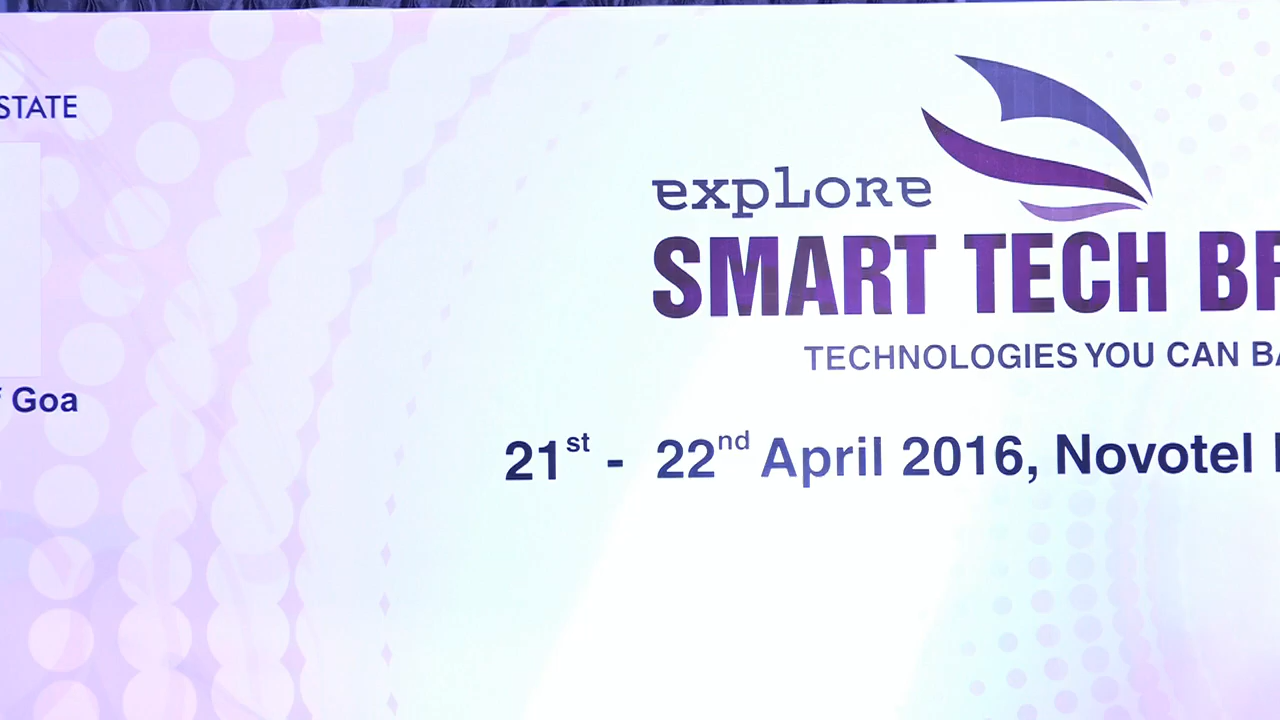 STATE
Goa
explore
SMART TECH
TECHNOLOGIES YOU CAN
21st - 22nd April 2016, Novotel